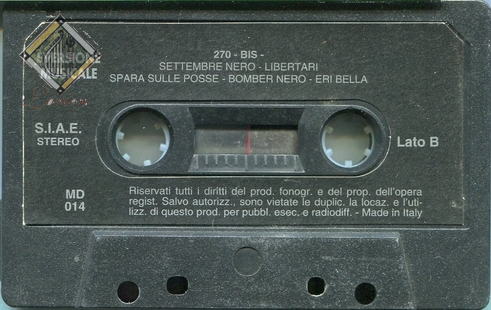 EVERSIONE
MUSICALE
270 - BIS -
SETTEMBRE NERO - LIBERTARI
SPARA SULLE POSSE - BOMBER NERO - ERI BELLA
S.I.A.E.
STEREO
Lato B
MD
014
Riservati tutti i diritti del prod. fonogr. e del prop. dell'opera
regist. Salvo autorizz., sono vietate le duplic. la locaz. e l'uti-
lizz. di questo prod. per pubbl. esec. e radiodiff. - Made in Italy